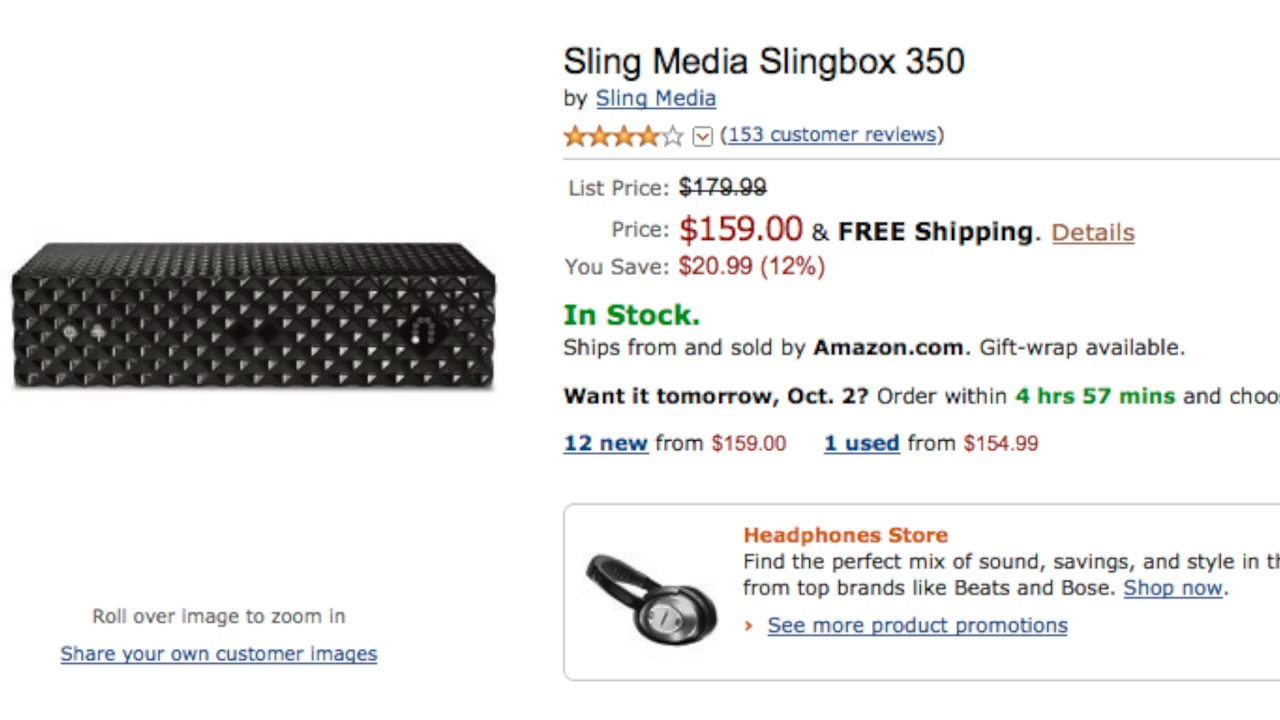 Sling Media Slingbox 350
by Sling Media
(153 customer reviews)
List Price: $179.99
Price: $159.00 & FREE Shipping. Details
You Save: $20.99 (12%)
In Stock.
Ships from and sold by Amazon.com. Gift-wrap available.
Want it tomorrow, Oct. 2? Order within 4 hrs 57 mins and
12 new from $159.00 1 used from $154.99
Headphones Store
Find the perfect mix of sound, savings, and style in
from top brands like Beats and Bose. Shop now.
› See more product promotions
Roll over image to zoom in
Share your own customer images